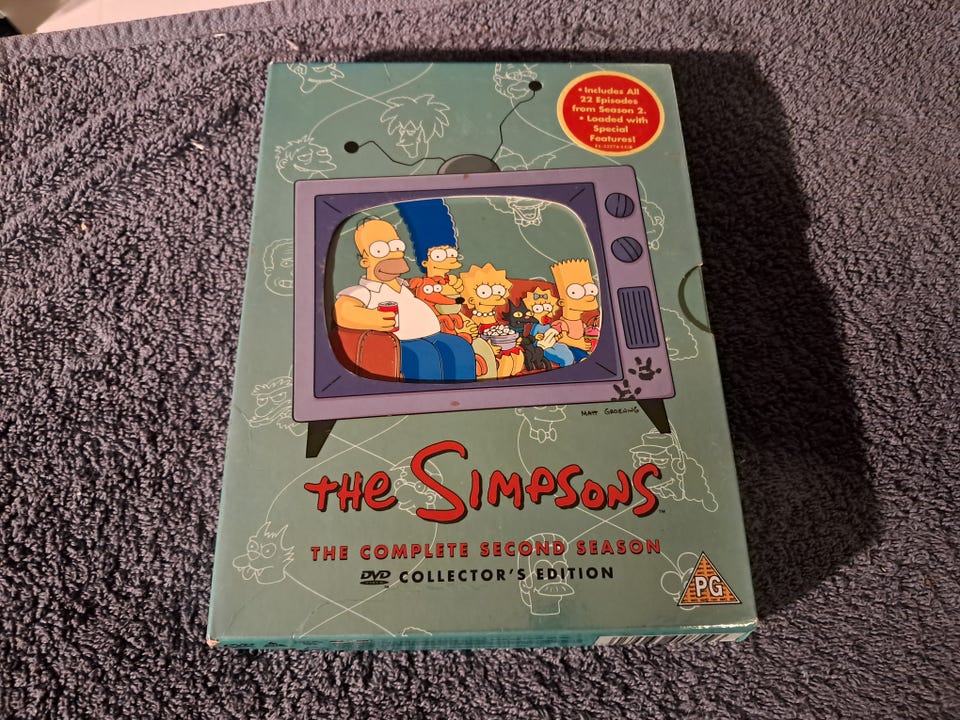 • Includes All
22 Episodes
from Season 2.
• Loaded with
Special
Features!
MATT GROENING
THE SIMPSONS
TM
THE COMPLETE SECOND SEASON
DVD COLLECTOR'S EDITION
PG